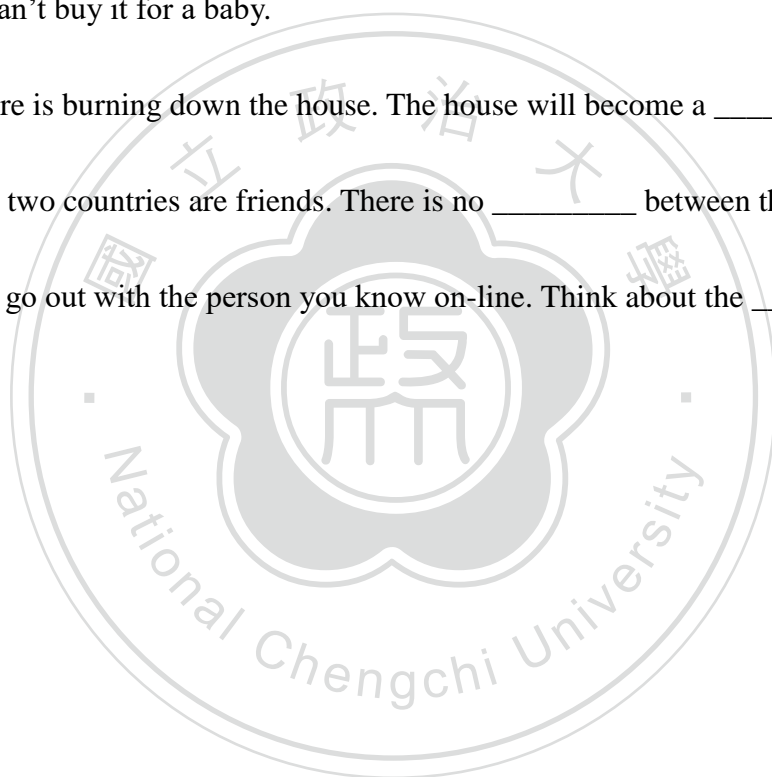 an't buy it for a baby.
re is burning down the house. The house will become a ____
two countries are friends. There is no _________ between th
go out with the person you know on-line. Think about the _
國立政治大學
政
National Chengchi University